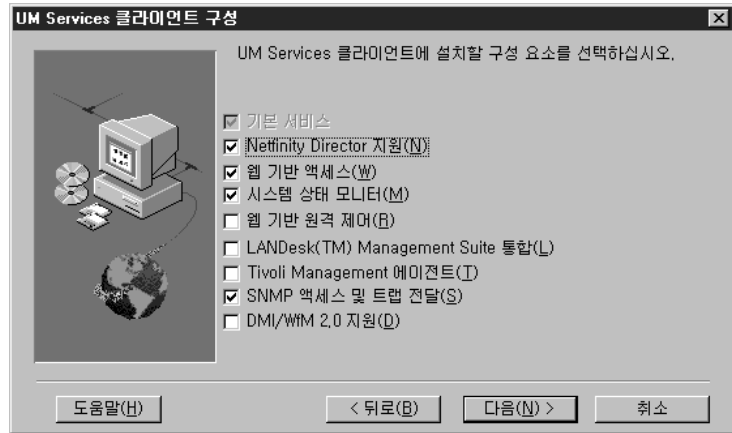 UM Services 클라이언트 구성
UM Services 클라이언트에 설치할 구성 요소를 선택하십시오.
기본 서비스
Netfinity Director 지원(N)
웹 기반 액세스(W)
시스템 상태 모니터(M)
웹 기반 원격 제어(R)
LANDesk(TM) Management Suite 통합(L)
Tivoli Management 에이전트(T)
SNMP 액세스 및 트랩 전달(S)
DMI/WfM 2.0 지원(D)
도움말(H)
< 뒤로(B)
다음(N) >
취소